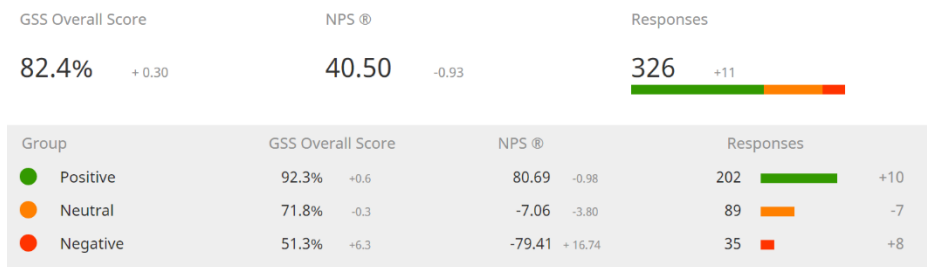 GSS Overall Score NPS ® Responses
82.4% + 0.30 40.50 -0.93 326 +11
Group GSS Overall Score NPS ® Responses
Positive 92.3% +0.6 80.69 -0.98 202 +10
Neutral 71.8% -0.3 -7.06 -3.80 89 -7
Negative 51.3% +6.3 -79.41 + 16.74 35 +8